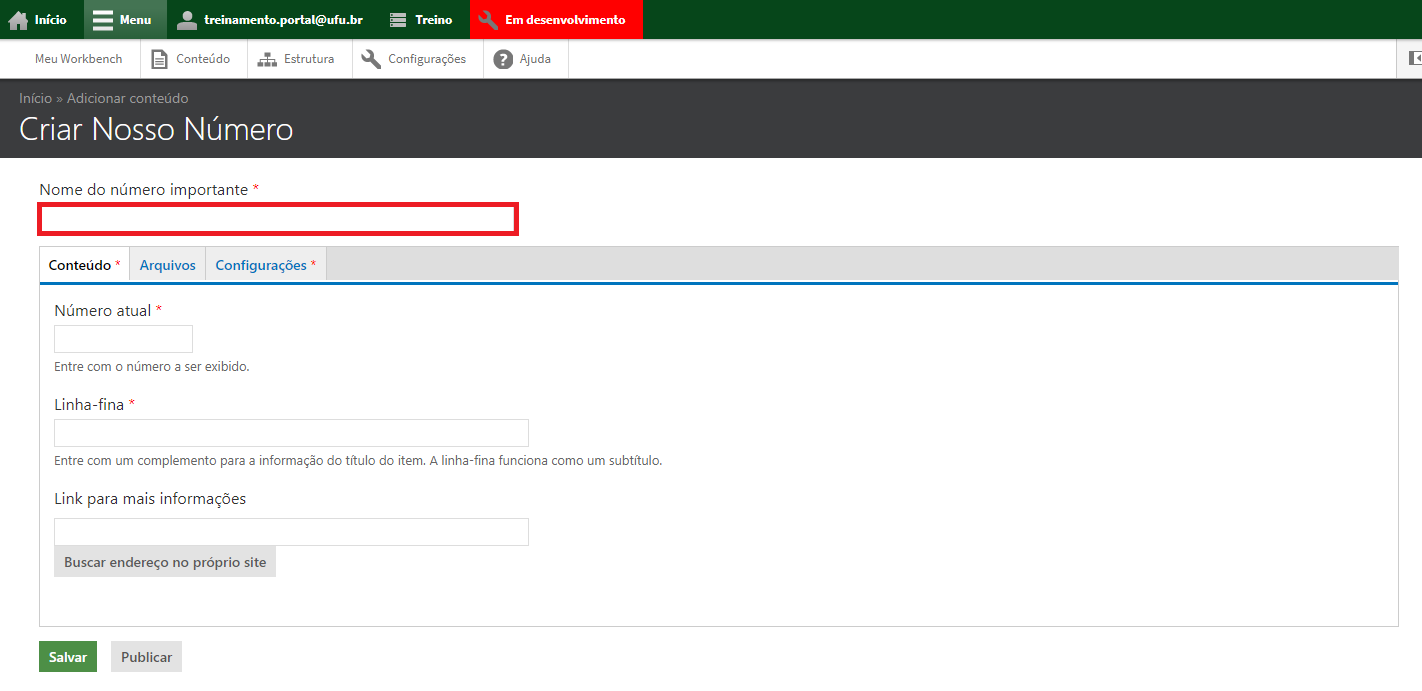 Início Menu treinamento.portal@ufu.br Treino Em desenvolvimento
Meu Workbench Conteúdo Estrutura Configurações ? Ajuda
Início » Adicionar conteúdo
Criar Nosso Número
Nome do número importante *
Conteúdo * Arquivos Configurações *
Número atual *
Entre com o número a ser exibido.
Linha-fina *
Entre com um complemento para a informação do título do item. A linha-fina funciona como um subtítulo.
Link para mais informações
Buscar endereço no próprio site
Salvar Publicar